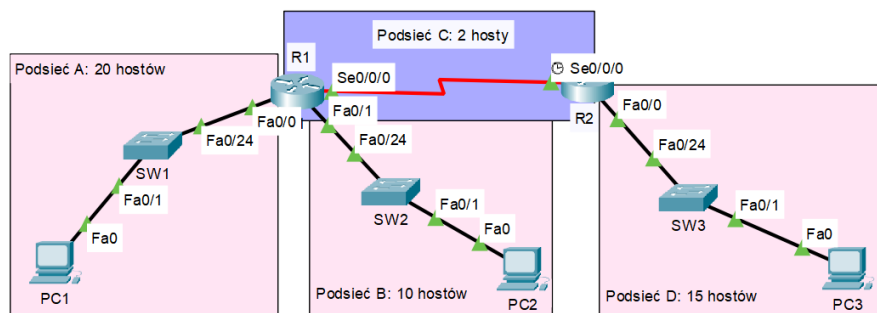 Podsieć C: 2 hosty
R1
Podsieć A: 20 hostów
Se0/0/0
Se0/0/0
Fa0/0
Fa0/1
Fa0/0
R2
Fa0/24
Fa0/24
Fa0/24
SW1
Fa0/1
SW2
Fa0/1
SW3
Fa0/1
Fa0
Fa0
Fa0
PC1
Podsieć B: 10 hostów
PC2
Podsieć D: 15 hostów
PC3